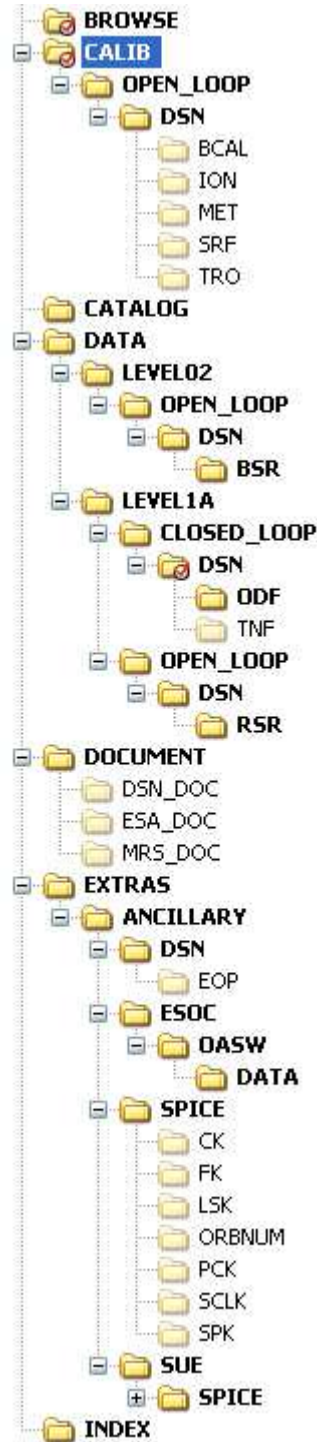 BROWSE
CALIB
OPEN_LOOP
DSN
BCAL
ION
MET
SRF
TRO
CATALOG
DATA
LEVEL02
OPEN_LOOP
DSN
BSR
LEVEL1A
CLOSED_LOOP
DSN
ODF
TNF
OPEN_LOOP
DSN
RSR
DOCUMENT
DSN_DOC
ESA_DOC
MRS_DOC
EXTRAS
ANCILLARY
DSN
EOP
ESOC
OASW
DATA
SPICE
CK
FK
LSK
ORBNUM
PCK
SCLK
SPK
SUE
SPICE
INDEX